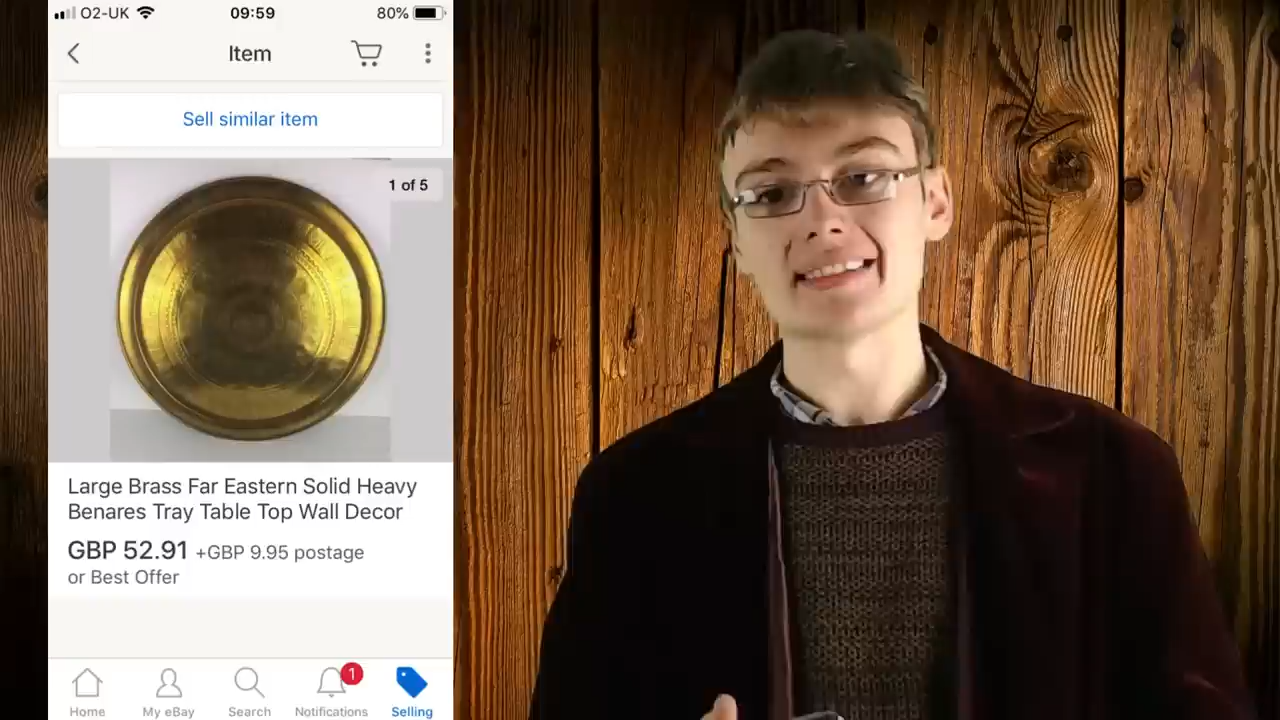 O2-UK 09:59 80%
Item
Sell similar item
1 of 5
Large Brass Far Eastern Solid Heavy
Benares Tray Table Top Wall Decor
GBP 52.91 +GBP 9.95 postage
or Best Offer
1
Home My eBay Search Notifications Selling